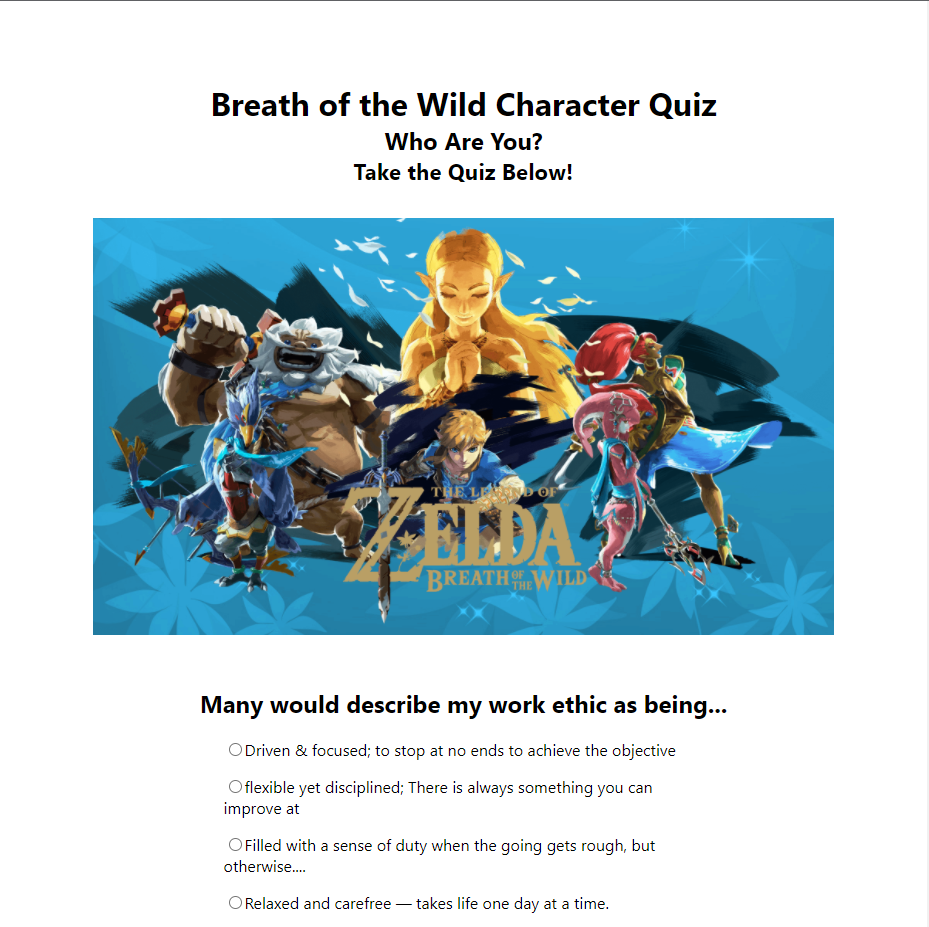 Breath of the Wild Character Quiz
Who Are You?
Take the Quiz Below!
THE LEGEND OF
ZELDA
BREATH OF THE WILD
Many would describe my work ethic as being...
Driven & focused; to stop at no ends to achieve the objective
flexible yet disciplined; There is always something you can
improve at
Filled with a sense of duty when the going gets rough, but
otherwise....
Relaxed and carefree — takes life one day at a time.